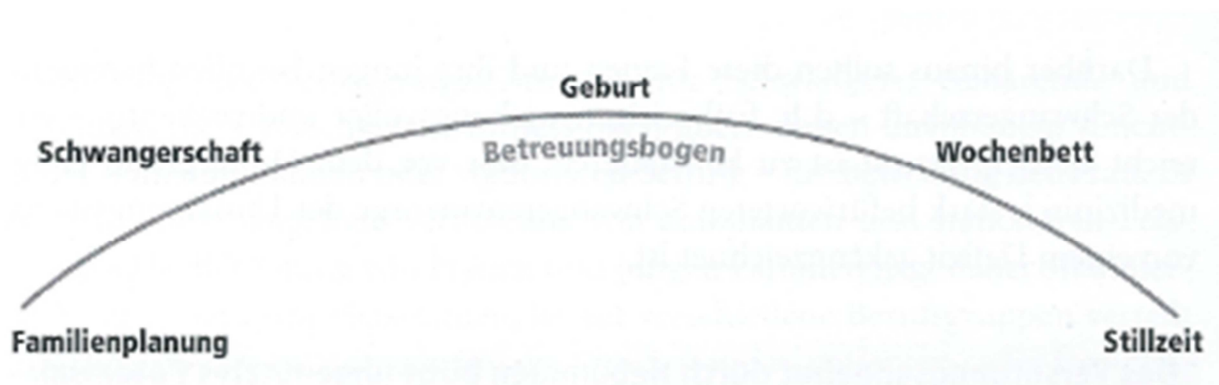 Geburt
Schwangerschaft
Betreuungsbogen
Wochenbett
Familienplanung
Stillzeit